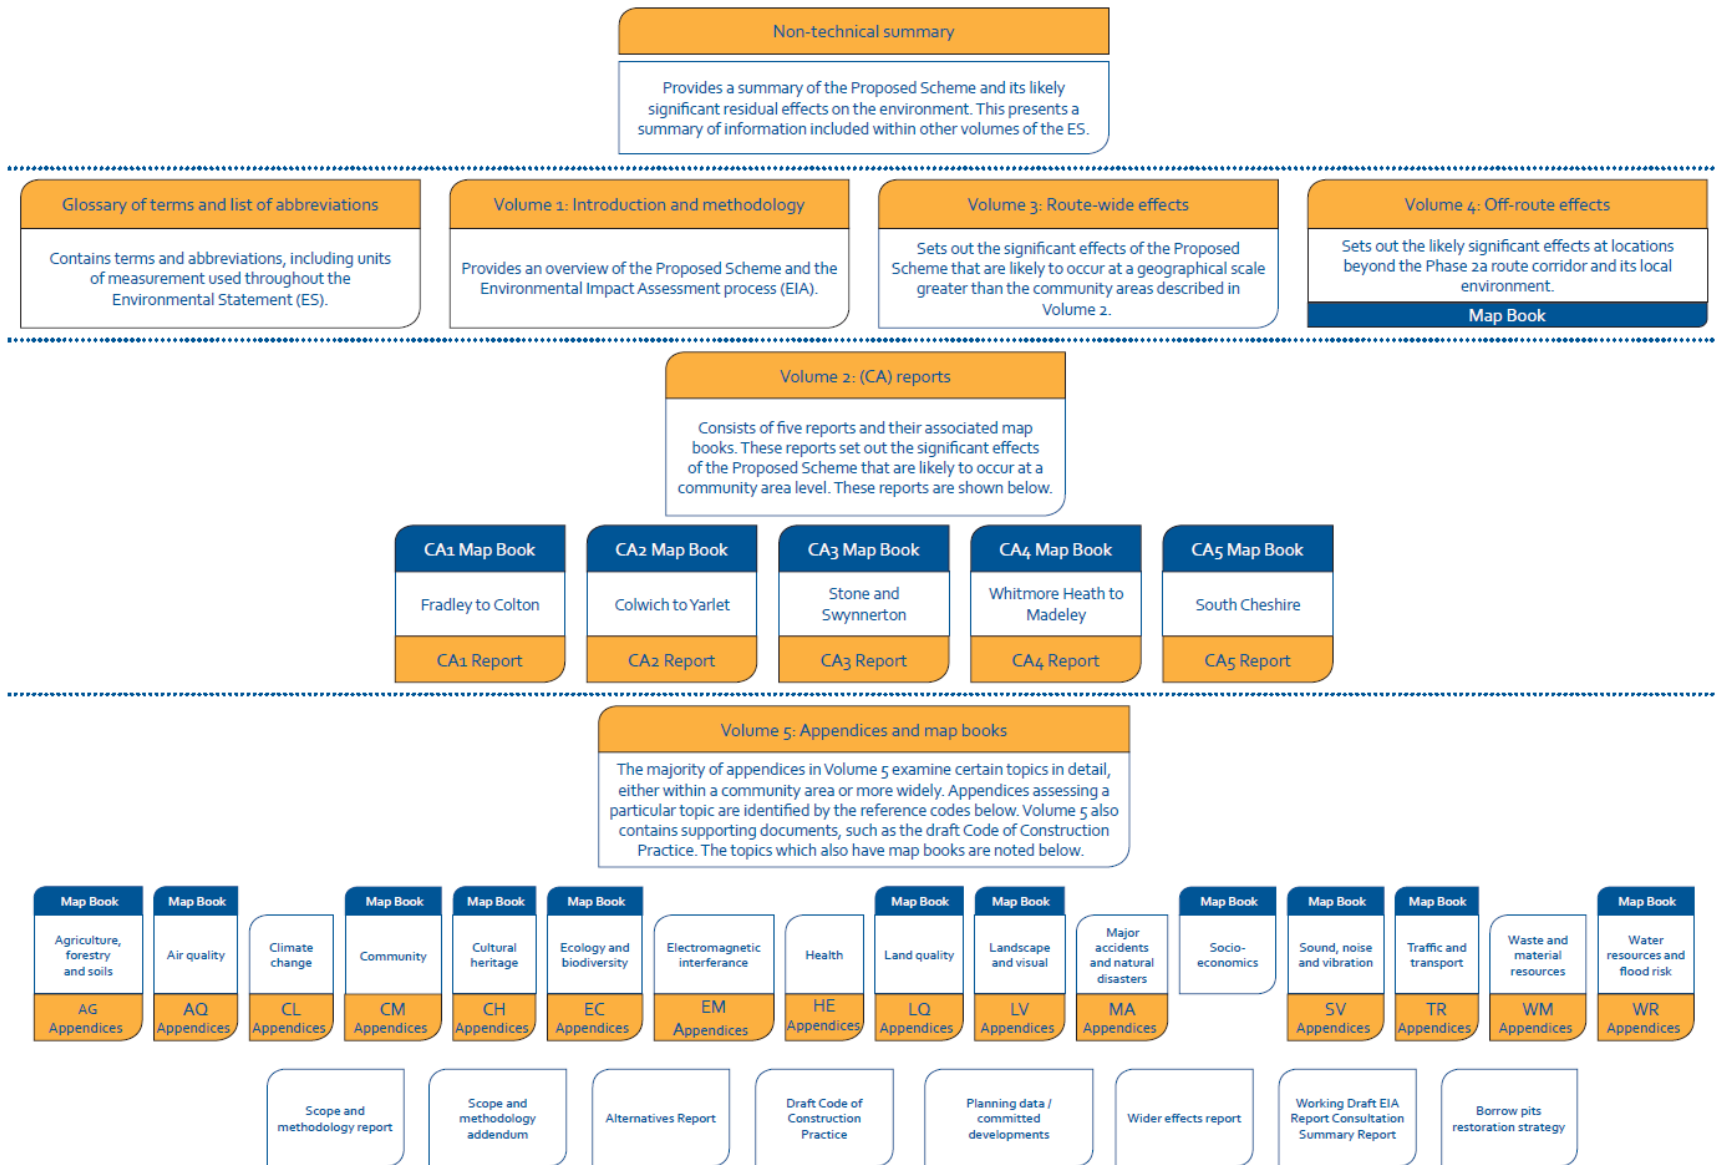 Non-technical summary
Provides a summary of the Proposed Scheme and its likely
significant residual effects on the environment. This presents a
summary of information included within other volumes of the ES.
Glossary of terms and list of abbreviations
Contains terms and abbreviations, including units
of measurement used throughout the
Environmental Statement (ES).
Volume 1: Introduction and methodology
Provides an overview of the Proposed Scheme and the
Environmental Impact Assessment process (EIA).
Volume 3: Route-wide effects
Sets out the significant effects of the Proposed
Scheme that are likely to occur at a geographical scale
greater than the community areas described in
Volume 2.
Volume 4: Off-route effects
Sets out the likely significant effects at locations
beyond the Phase 2a route corridor and its local
environment.
Map Book
Volume 2: (CA) reports
Consists of five reports and their associated map
books. These reports set out the significant effects
of the Proposed Scheme that are likely to occur at a
community area level. These reports are shown below.
CA1 Map Book
Fradley to Colton
CA1 Report
CA2 Map Book
Colwich to Yarlet
CA2 Report
CA3 Map Book
Stone and
Swynnerton
CA3 Report
CA4 Map Book
Whitmore Heath to
Madeley
CA4 Report
CA5 Map Book
South Cheshire
CA5 Report
Volume 5: Appendices and map books
The majority of appendices in Volume 5 examine certain topics in detail,
either within a community area or more widely. Appendices assessing a
particular topic are identified by the reference codes below. Volume 5 also
contains supporting documents, such as the draft Code of Construction
Practice. The topics which also have map books are noted below.
Map Book
Agriculture,
forestry
and soils
AG
Appendices
Map Book
Air quality
AQ
Appendices
Climate
change
CL
Appendices
Map Book
Community
CM
Appendices
Map Book
Cultural
heritage
CH
Appendices
Map Book
Ecology and
biodiversity
EC
Appendices
Electromagnetic
interferance
EM
Appendices
Health
HE
Appendices
Map Book
Land quality
LQ
Appendices
Map Book
Landscape
and visual
LV
Appendices
Major
accidents
and natural
disasters
MA
Appendices
Map Book
Socio-
economics
Map Book
Sound, noise
and vibration
SV
Appendices
Map Book
Traffic and
transport
TR
Appendices
Waste and
material
resources
WM
Appendices
Map Book
Water
resources and
flood risk
WR
Appendices
Scope and
methodology report
Scope and
methodology
addendum
Alternatives Report
Draft Code of
Construction
Practice
Planning data /
committed
developments
Wider effects report
Working Draft EIA
Report Consultation
Summary Report
Borrow pits
restoration strategy